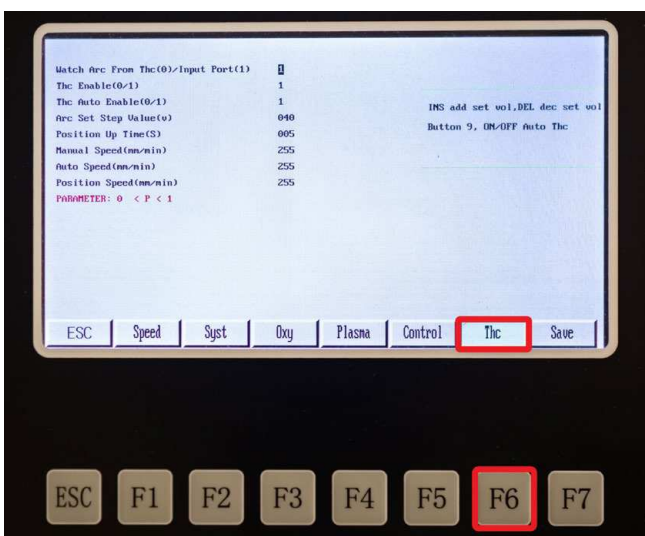 Watch Arc From Thc(0)/Input Port(1) 1
Thc Enable(0/1) 1
Thc Auto Enable(0/1) 1
Arc Set Step Value(v) 040
Position Up Time(S) 005
Manual Speed(mm/min) 255
Auto Speed(mm/min) 255
Position Speed(mm/min) 255
PARAMETER: 0 < P < 1
INS add set vol,DEL dec set vol
Button 9, ON/OFF Auto Thc
ESC Speed Syst Oxy Plasma Control Thc Save
ESC F1 F2 F3 F4 F5 F6 F7